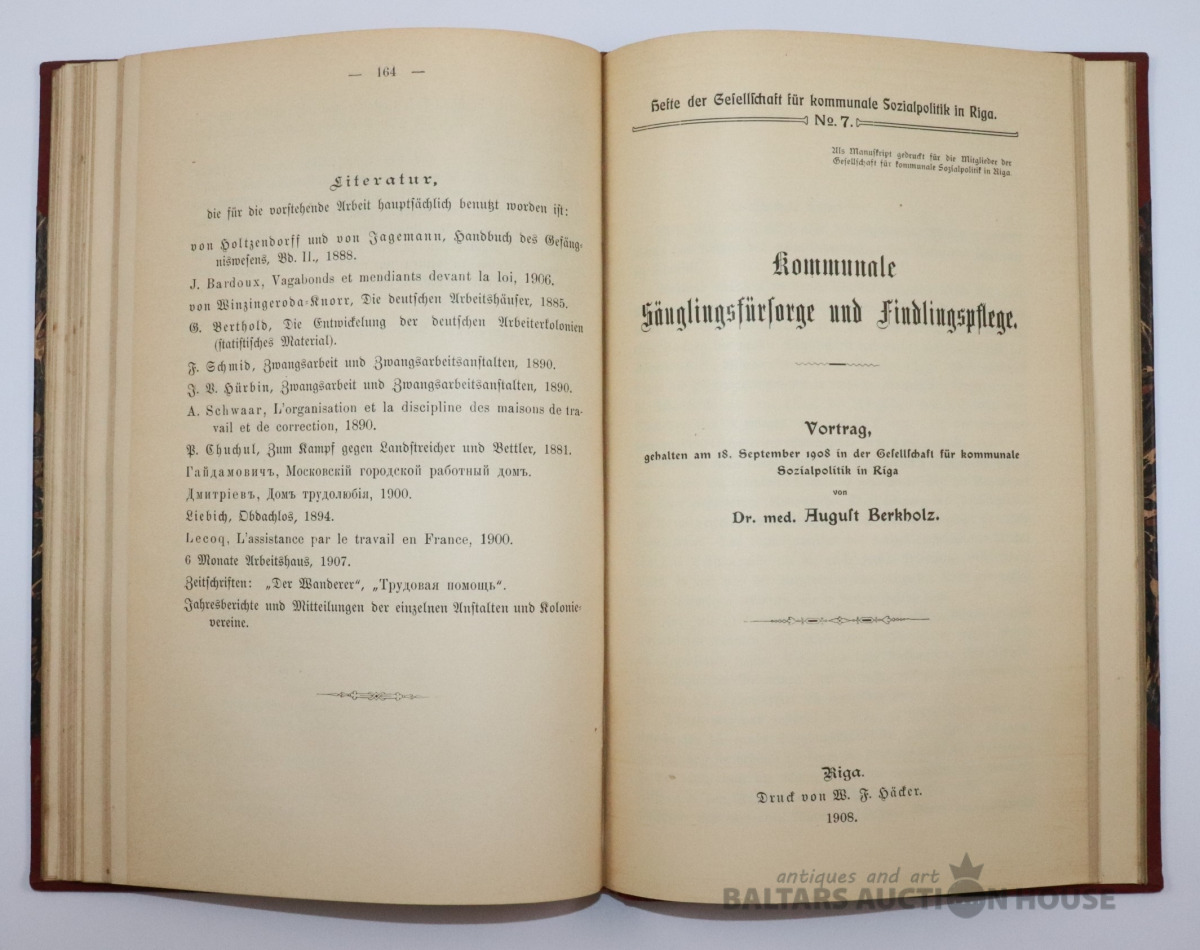 — 164 —
Literatur,
die für die vorstehende Arbeit hauptsächlich benutzt worden ist:
von Holtzendorff und von Jagemann, Handbuch des Gefäng-
niswesens, Bd. II., 1888.
J. Bardoux, Vagabonds et mendiants devant la loi, 1906.
von Winzingeroda-Knorr, Die deutschen Arbeitshäuser, 1885.
G. Berthold, Die Entwickelung der deutschen Arbeiterkolonien
(statistisches Material).
F. Schmid, Zwangsarbeit und Zwangsarbeitsanstalten, 1890.
J. V. Hürbin, Zwangsarbeit und Zwangsarbeitsanstalten, 1890.
A. Schwaar, L'organisation et la discipline des maisons de tra-
vail et de correction, 1890.
P. Chuchul, Zum Kampf gegen Landstreicher und Bettler, 1881.
Гайдамовичъ, Московскій городской работный домъ.
Дмитріевъ, Домъ трудолюбія, 1900.
Liebich, Obdachlos, 1894.
Lecoq, L'assistance par le travail en France, 1900.
6 Monate Arbeitshaus, 1907.
Zeitschriften: „Der Wanderer“, „Трудовая помощь“.
Jahresberichte und Mitteilungen der einzelnen Anstalten und Kolonie-
vereine.
Hefte der Gesellschaft für kommunale Sozialpolitik in Riga.
No. 7.
Als Manuskript gedruckt für die Mitglieder der
Gesellschaft für kommunale Sozialpolitik in Riga.
Kommunale
Säuglingsfürsorge und Findlingspflege.
Vortrag,
gehalten am 18. September 1908 in der Gesellschaft für kommunale
Sozialpolitik in Riga
von
Dr. med. August Berkholz.
Riga.
Druck von W. F. Häcker.
1908.
antiques and art
BALTARS AUCTION HOUSE